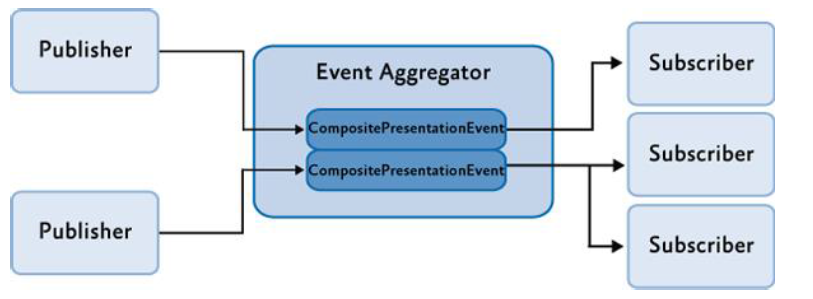 Publisher
Event Aggregator
Subscriber
CompositePresentationEvent
Subscriber
CompositePresentationEvent
Publisher
Subscriber